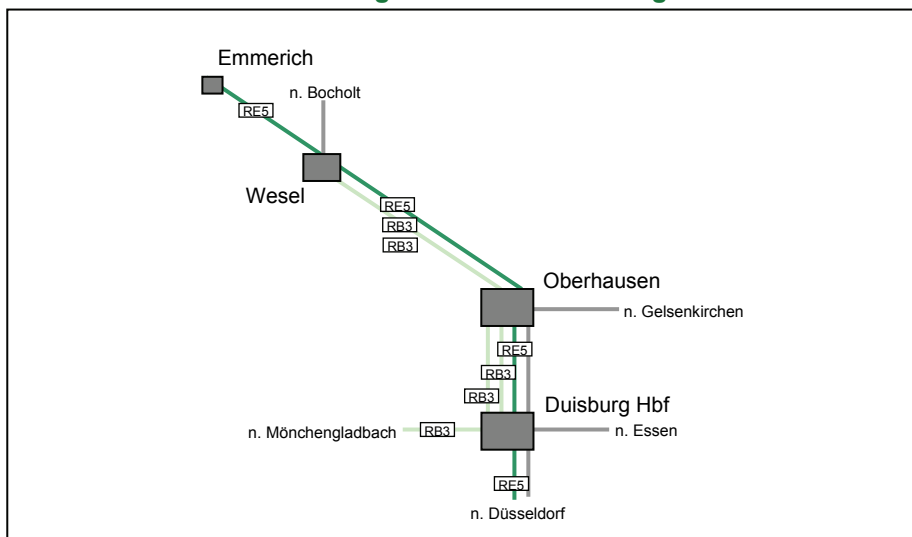 Emmerich
n. Bocholt
RE5
Wesel
RE5
RB3
RB3
Oberhausen
n. Gelsenkirchen
RE5
RB3
RB3
Duisburg Hbf
n. Mönchengladbach
RB3
n. Essen
RE5
n. Düsseldorf